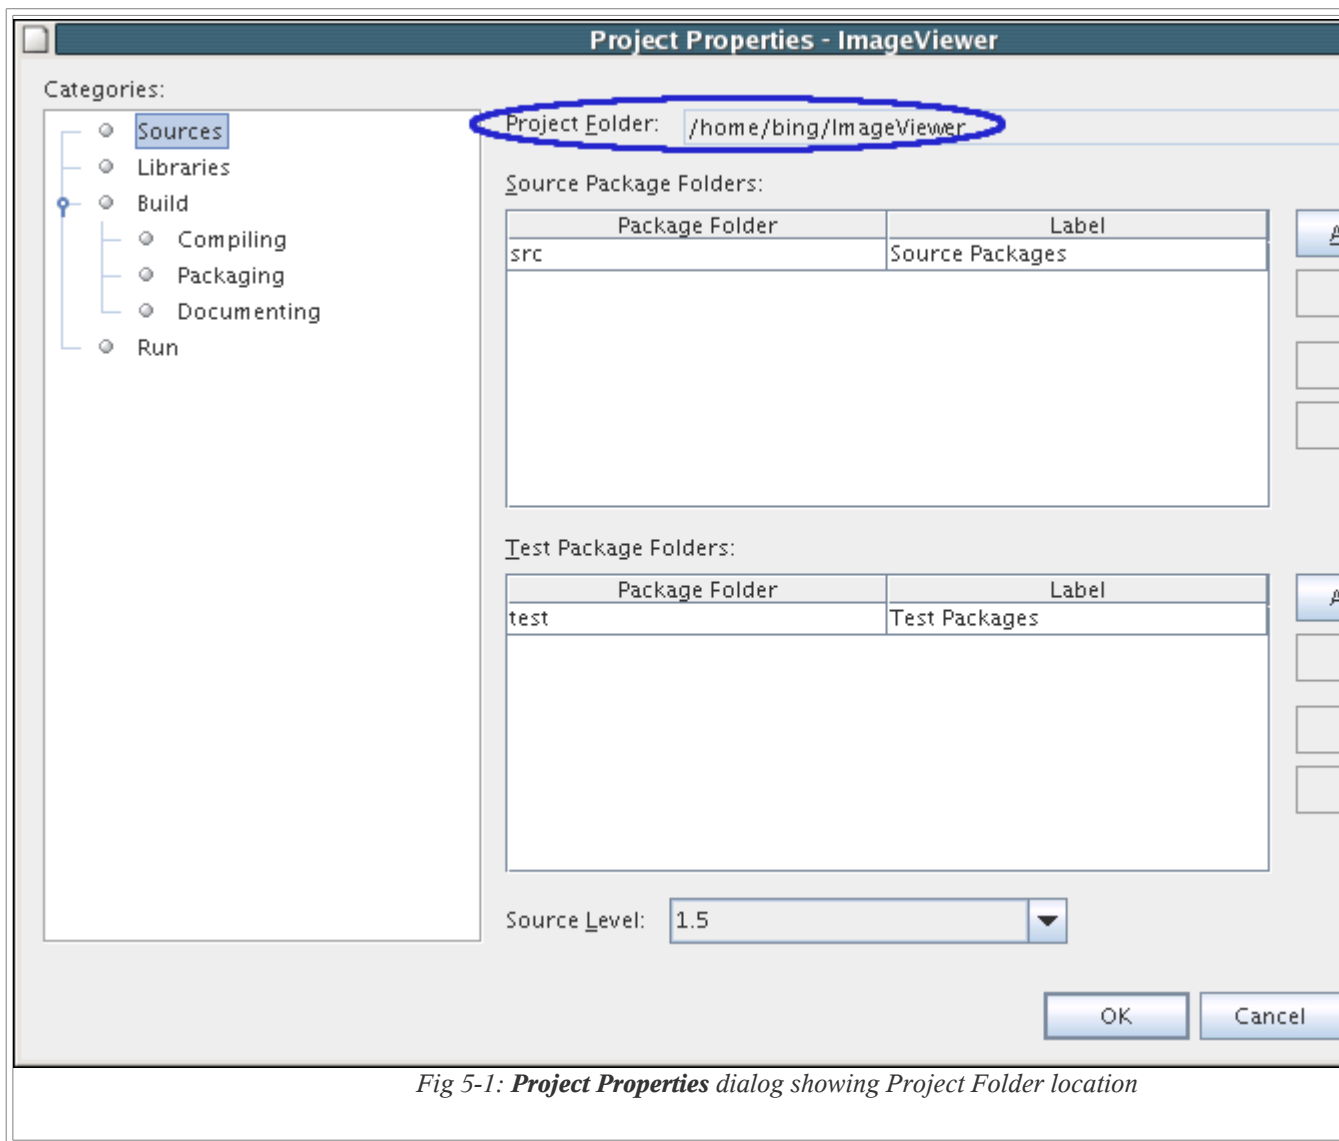 Project Properties - ImageViewer
Categories:
Sources
Libraries
Build
Compiling
Packaging
Documenting
Run
Project Folder: /home/bing/ImageViewer
Source Package Folders:
Package Folder Label
src Source Packages
A
Test Package Folders:
Package Folder Label
test Test Packages
A
Source Level: 1.5
OK Cancel
Fig 5-1: Project Properties dialog showing Project Folder location